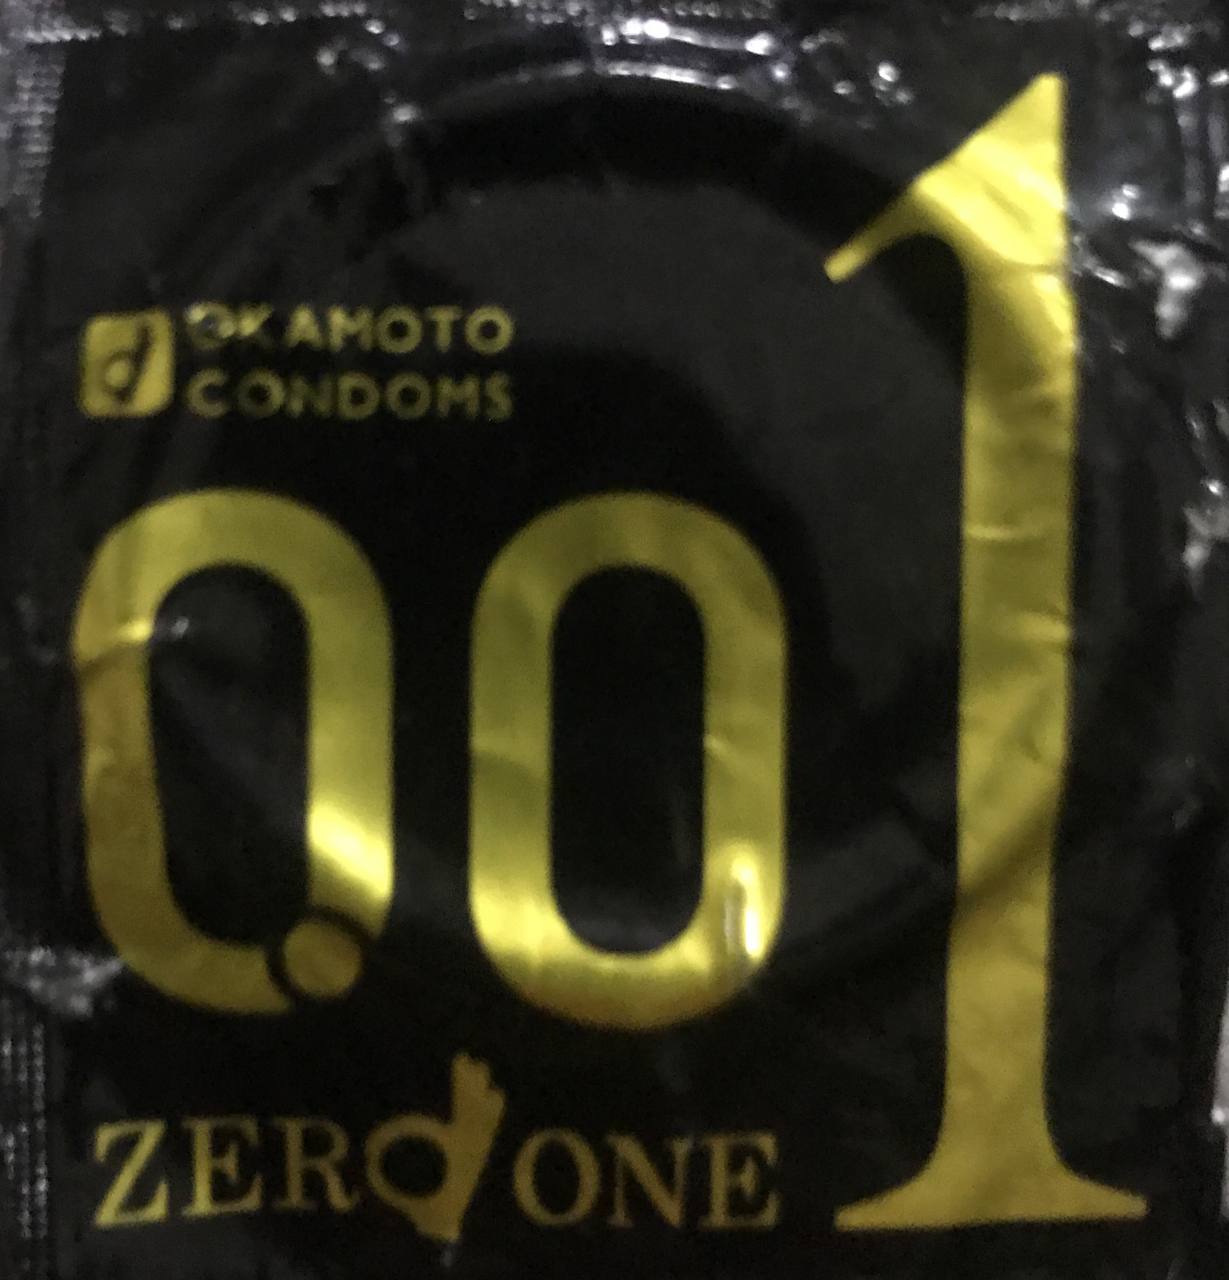 OKAMOTO
CONDOMS
0.01
ZERO ONE